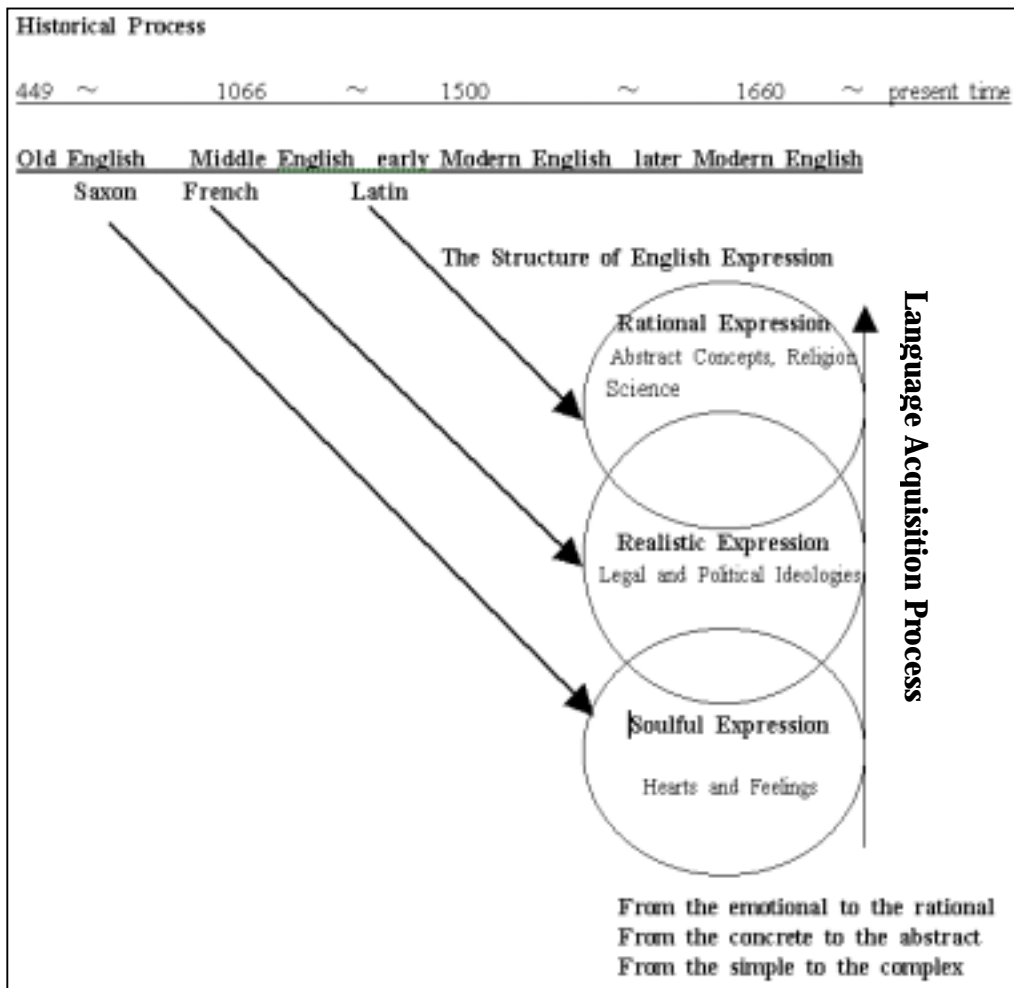 Historical Process
449 ~ 1066 ~ 1500 ~ 1660 ~ present time
Old English Middle English early Modern English later Modern English
Saxon French Latin
The Structure of English Expression
Rational Expression
Abstract Concepts, Religion
Science
Realistic Expression
Legal and Political Ideologies
Soulful Expression
Hearts and Feelings
Language Acquisition Process
From the emotional to the rational
From the concrete to the abstract
From the simple to the complex